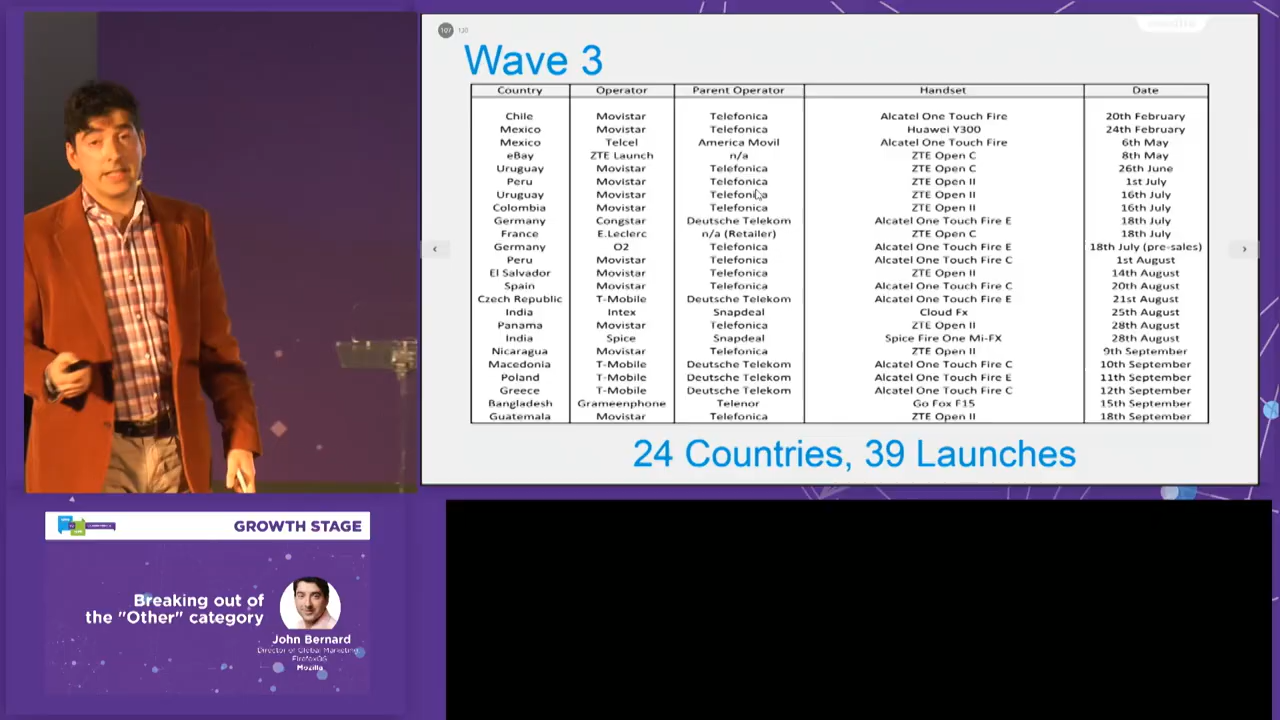 107 130
Wave 3
Country Operator Parent Operator Handset Date
Chile Movistar Telefonica Alcatel One Touch Fire 20th February
Mexico Movistar Telefonica Huawei Y300 24th February
Mexico Telcel America Movil Alcatel One Touch Fire 6th May
eBay ZTE Launch n/a ZTE Open C 8th May
Uruguay Movistar Telefonica ZTE Open C 26th June
Peru Movistar Telefonica ZTE Open II 1st July
Uruguay Movistar Telefonica ZTE Open II 16th July
Colombia Movistar Telefonica ZTE Open II 16th July
Germany Congstar Deutsche Telekom Alcatel One Touch Fire E 18th July
France E.Leclerc n/a (Retailer) ZTE Open C 18th July
Germany O2 Telefonica Alcatel One Touch Fire E 18th July (pre-sales)
Peru Movistar Telefonica Alcatel One Touch Fire C 1st August
El Salvador Movistar Telefonica ZTE Open II 14th August
Spain Movistar Telefonica Alcatel One Touch Fire C 20th August
Czech Republic T-Mobile Deutsche Telekom Alcatel One Touch Fire E 21st August
India Intex Snapdeal Cloud Fx 25th August
Panama Movistar Telefonica ZTE Open II 28th August
India Spice Snapdeal Spice Fire One Mi-FX 28th August
Nicaragua Movistar Telefonica ZTE Open II 9th September
Macedonia T-Mobile Deutsche Telekom Alcatel One Touch Fire C 10th September
Poland T-Mobile Deutsche Telekom Alcatel One Touch Fire E 11th September
Greece T-Mobile Deutsche Telekom Alcatel One Touch Fire C 12th September
Bangladesh Grameenphone Telenor Go Fox F15 15th September
Guatemala Movistar Telefonica ZTE Open II 18th September
24 Countries, 39 Launches
GROWTH STAGE
Breaking out of
the "Other" category
John Bernard
Director of Global Marketing
FirefoxOS
Mozilla